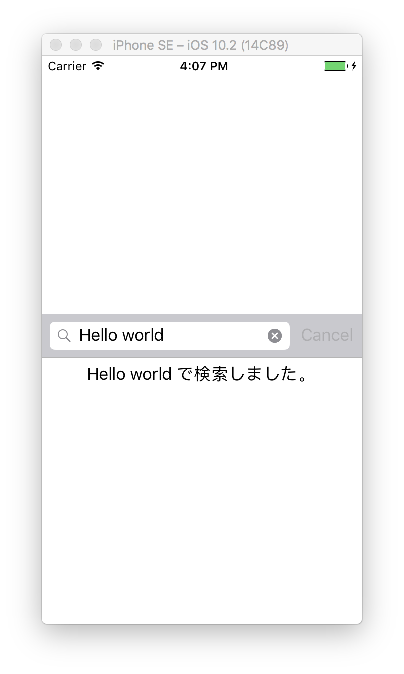 iPhone SE – iOS 10.2 (14C89)
Carrier 4:07 PM
Hello world Cancel
Hello world で検索しました。